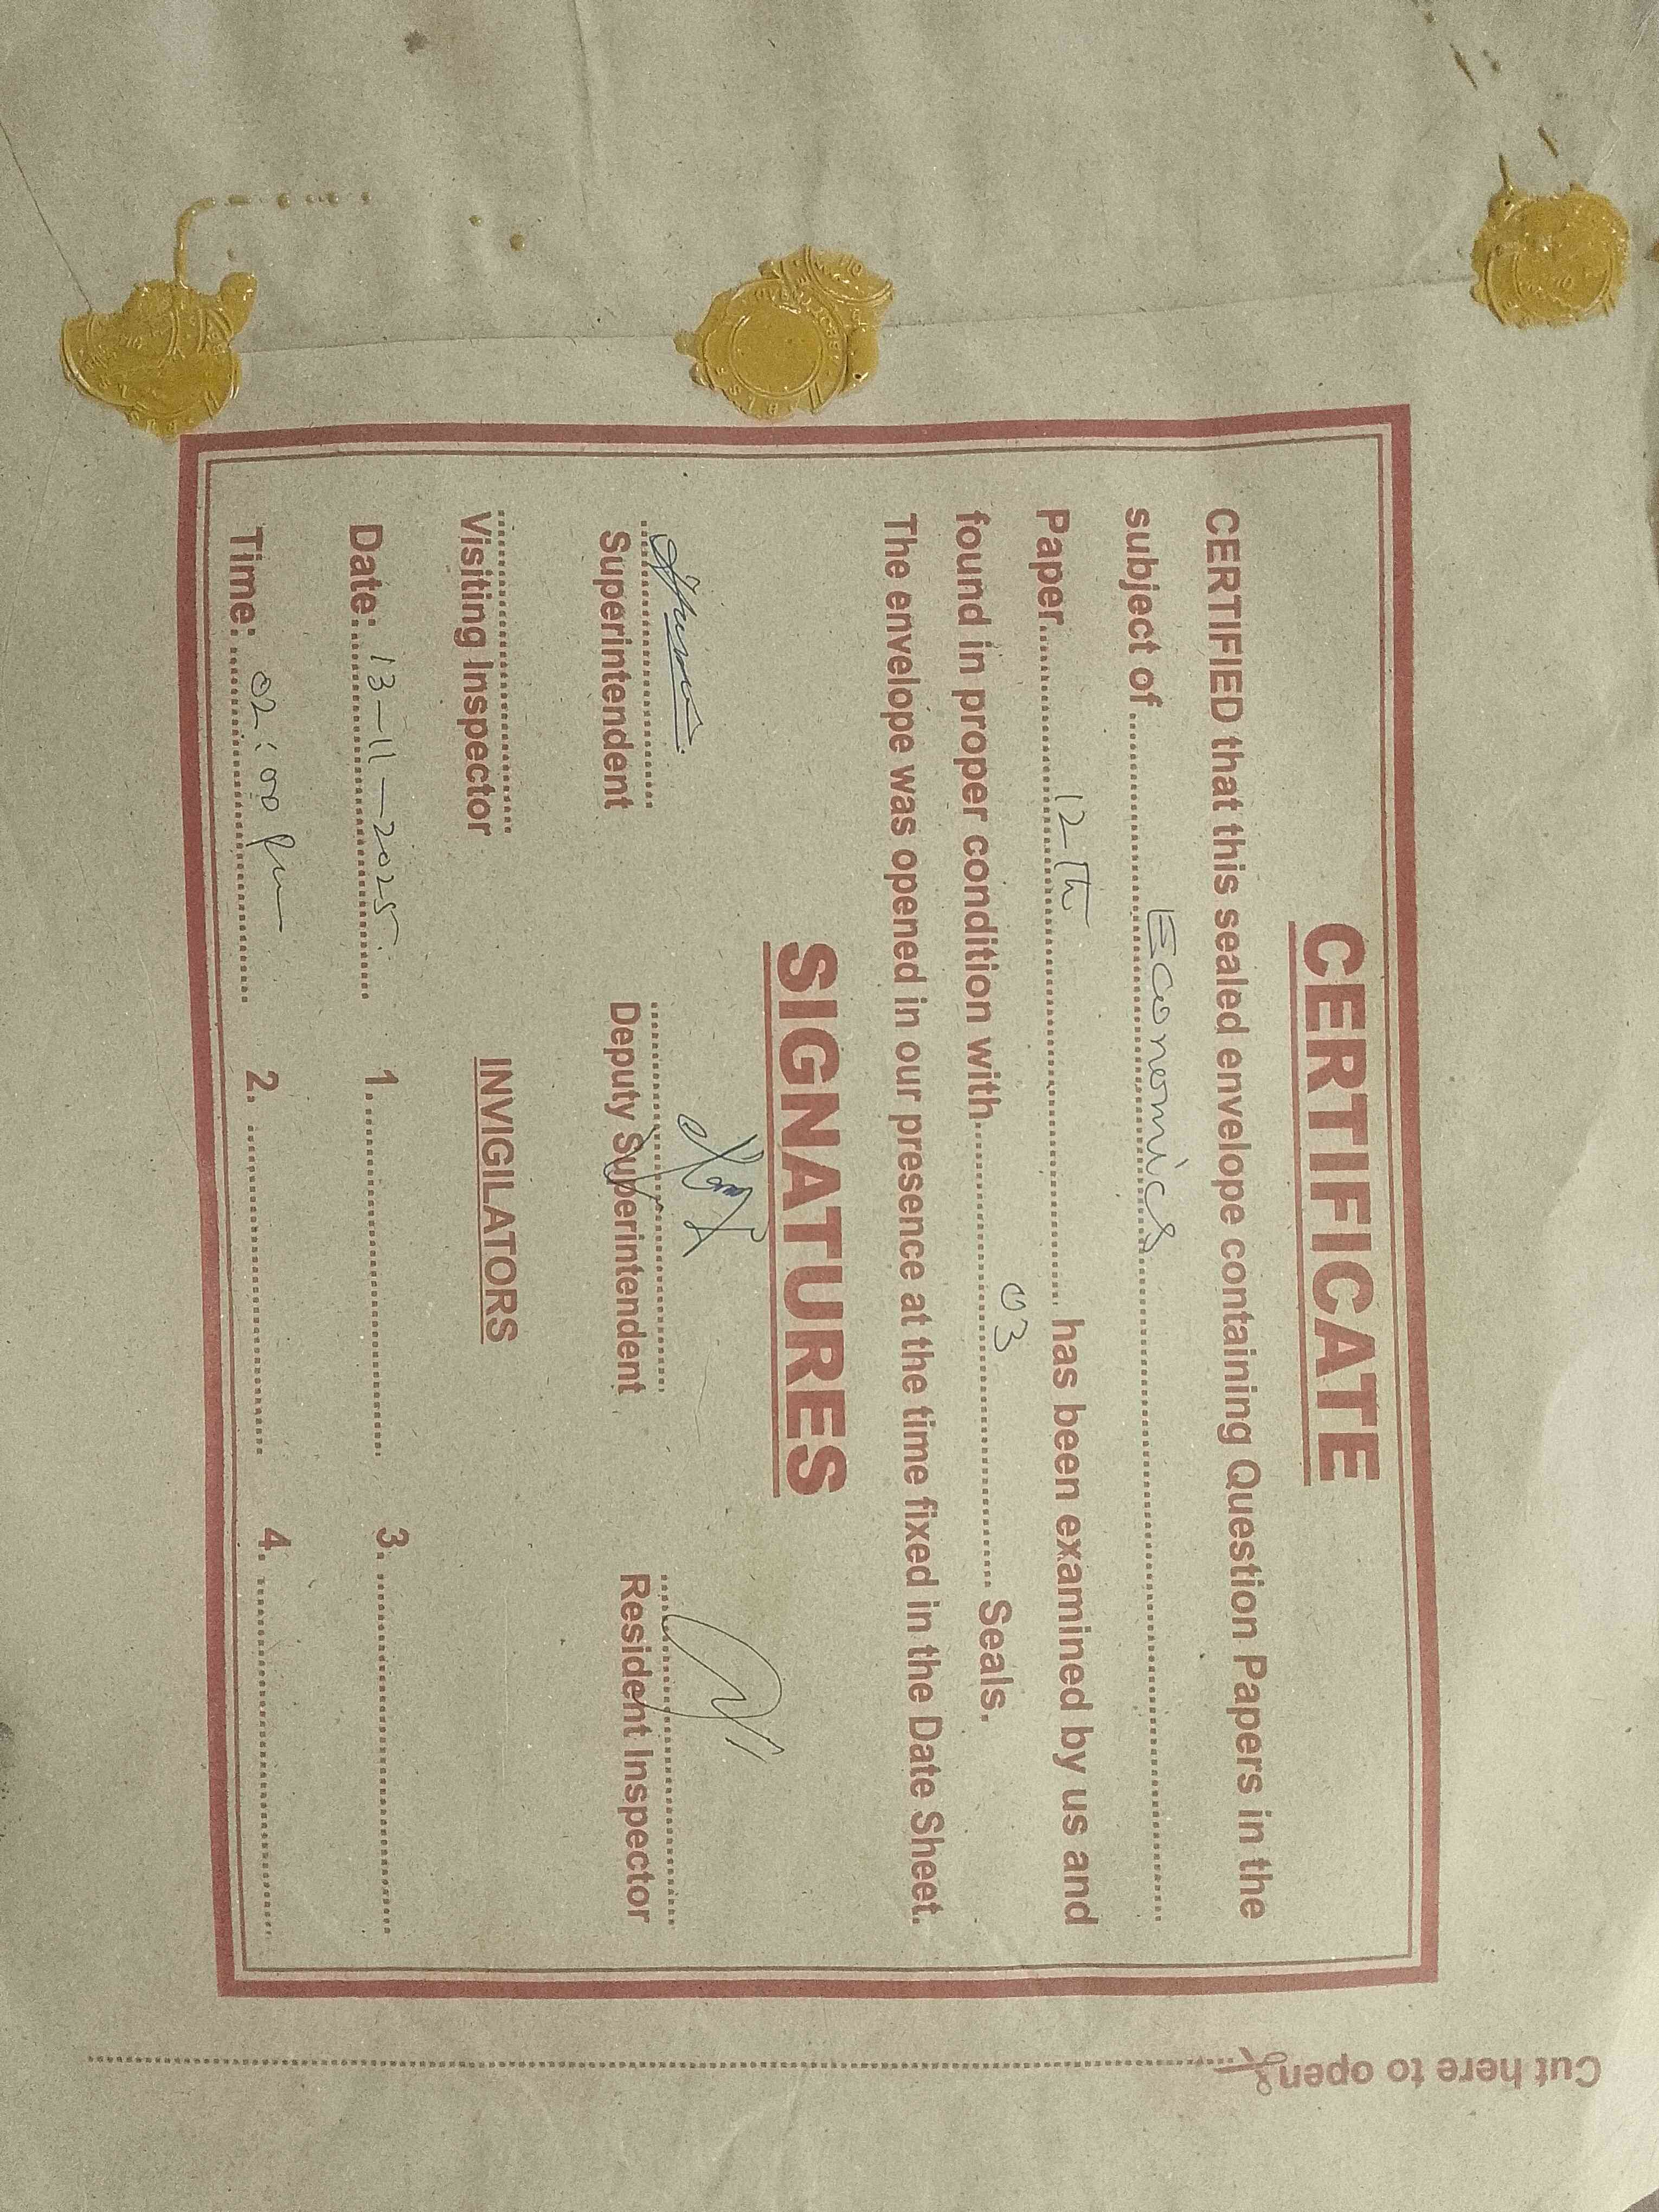 CERTIFICATE
CERTIFIED that this sealed envelope containing Question Papers in the
subject of .......... Economics ..........
Paper.......... 12th .......... has been examined by us and
found in proper condition with.......... 03 .......... Seals.
The envelope was opened in our presence at the time fixed in the Date Sheet.
SIGNATURES
Superintendent Deputy Superintendent Resident Inspector
Visiting Inspector INVIGILATORS
Date: 13-11-2025 1. .......... 3. ..........
Time: 02:00 pm 2. .......... 4. ..........
Cut here to open